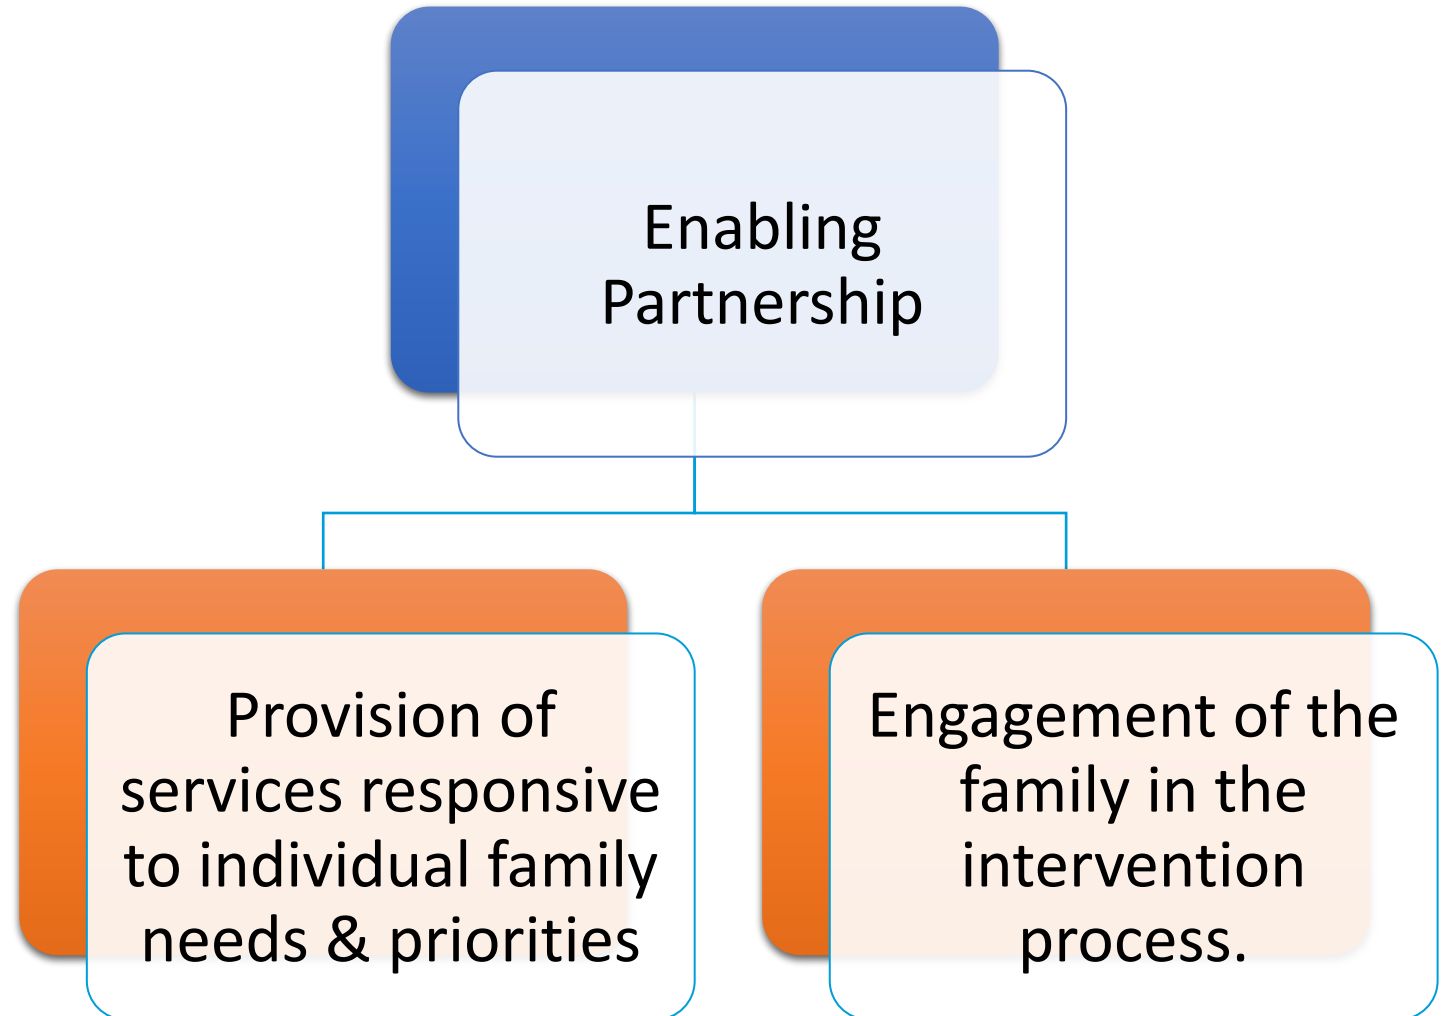 Enabling
Partnership
Provision of
services responsive
to individual family
needs & priorities
Engagement of the
family in the
intervention
process.